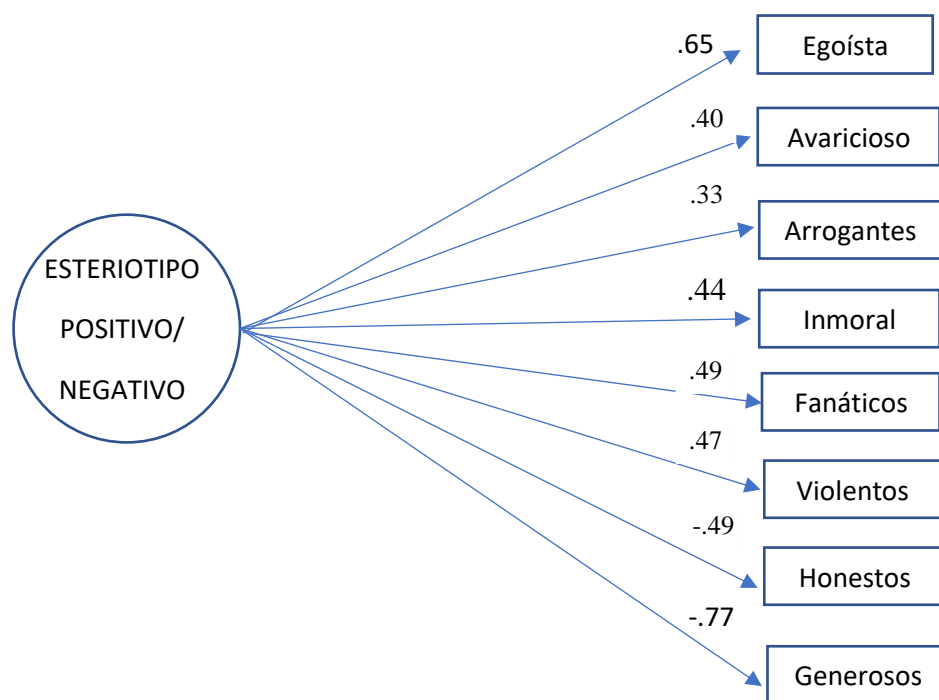 .65
Egoísta
.40
Avaricioso
.33
Arrogantes
ESTERIOTIPO
POSITIVO/
NEGATIVO
.44
Inmoral
.49
Fanáticos
.47
Violentos
-.49
Honestos
-.77
Generosos